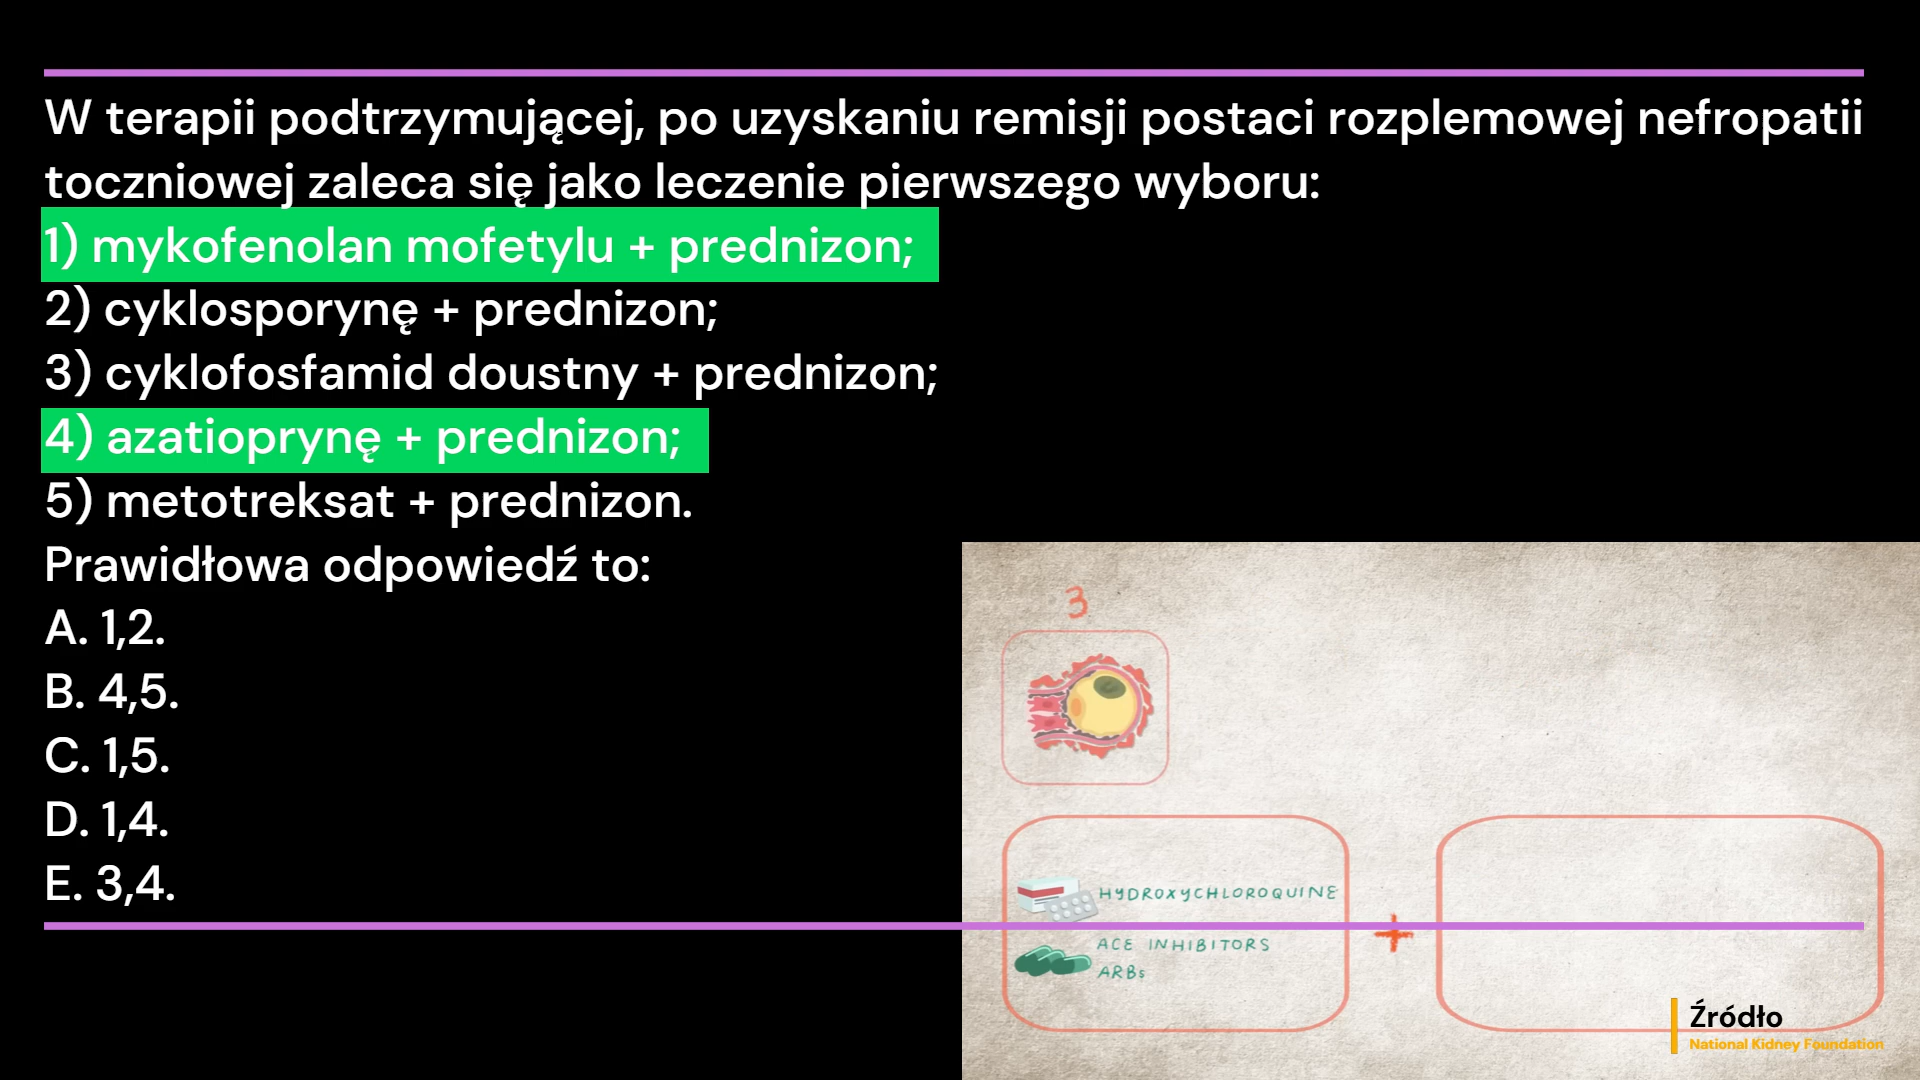 W terapii podtrzymującej, po uzyskaniu remisji postaci rozplemowej nefropatii
toczniowej zaleca się jako leczenie pierwszego wyboru:
1) mykofenolan mofetylu + prednizon;
2) cyklosporynę + prednizon;
3) cyklofosfamid doustny + prednizon;
4) azatioprynę + prednizon;
5) metotreksat + prednizon.
Prawidłowa odpowiedź to:
A. 1,2.
B. 4,5.
C. 1,5.
D. 1,4.
E. 3,4.
3
HYDROXYCHLOROQUINE
ACE INHIBITORS
ARBs
+
Źródło
National Kidney Foundation